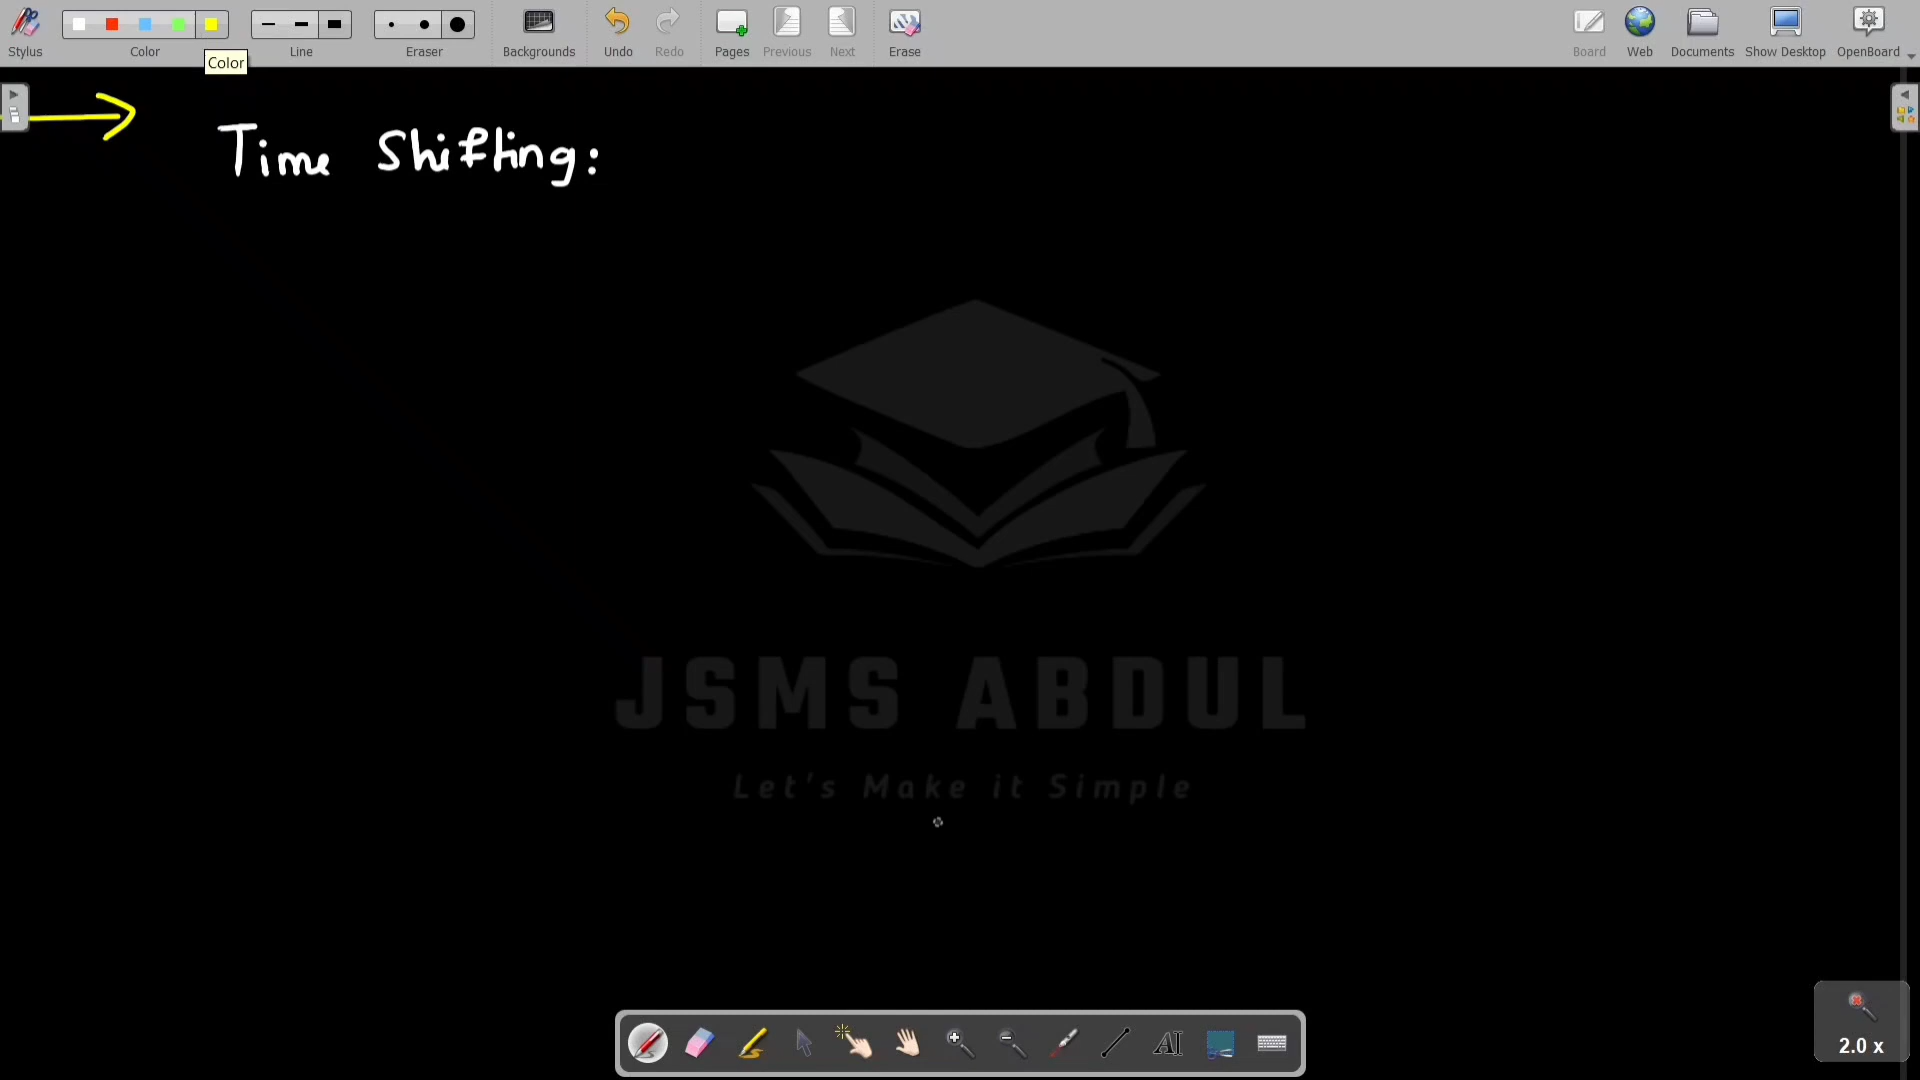 Stylus Color Line Eraser Backgrounds Undo Redo Pages Previous Next Erase Board Web Documents Show Desktop OpenBoard
Color
Time Shifting:
JSMS ABDUL
Let's Make it Simple
2.0 x